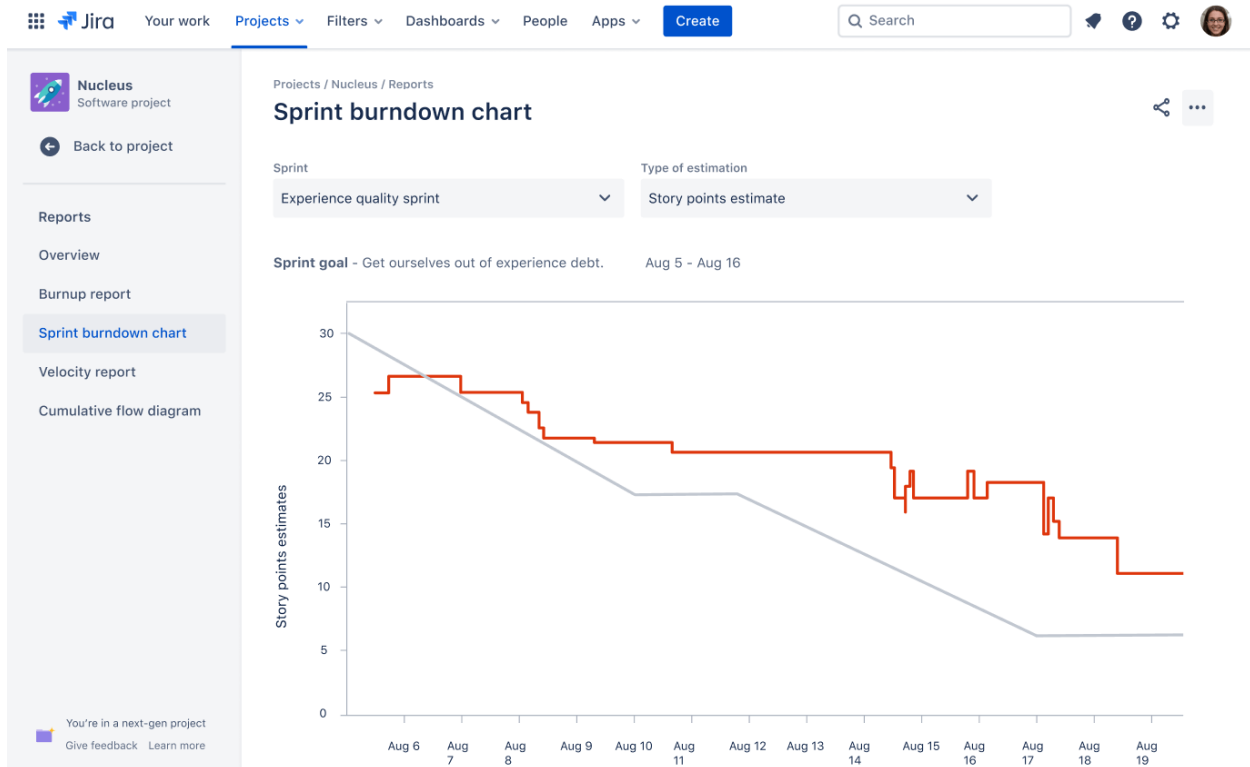 Jira Your work Projects Filters Dashboards People Apps Create Search
Nucleus
Software project
Back to project
Reports
Overview
Burnup report
Sprint burndown chart
Velocity report
Cumulative flow diagram
You're in a next-gen project
Give feedback Learn more
Projects / Nucleus / Reports
Sprint burndown chart
Sprint Type of estimation
Experience quality sprint Story points estimate
Sprint goal - Get ourselves out of experience debt. Aug 5 - Aug 16
Story points estimates
30
25
20
15
10
5
0
Aug 6 Aug 7 Aug 8 Aug 9 Aug 10 Aug 11 Aug 12 Aug 13 Aug 14 Aug 15 Aug 16 Aug 17 Aug 18 Aug 19